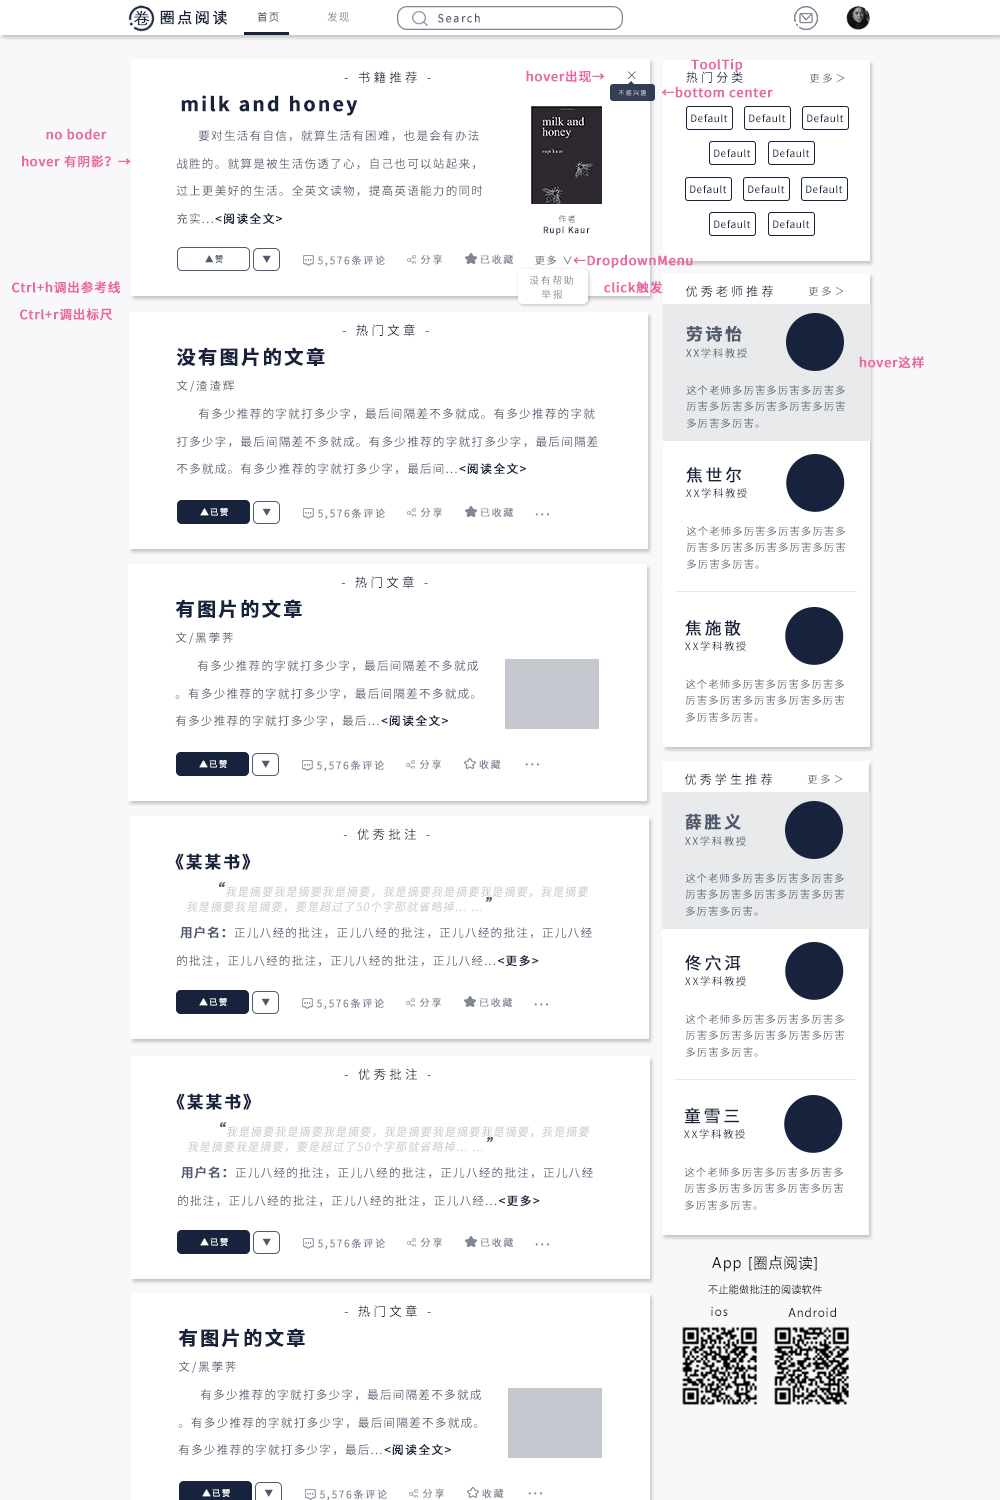 卷 圈点阅读 首页 发现 Search
- 书籍推荐 - hover出现→ ×
不感兴趣
milk and honey
no boder
hover 有阴影? →
要对生活有自信，就算生活有困难，也是会有办法
战胜的。就算是被生活伤透了心，自己也可以站起来，
过上更美好的生活。全英文读物，提高英语能力的同时
充实...<阅读全文>
milk and
honey
rupi kaur
作者
Rupl Kaur
▲赞 ▼ 5,576条评论 分享 已收藏 更多 ∨ ←DropdownMenu
没有帮助
举报
click触发
Ctrl+h调出参考线
Ctrl+r调出标尺
ToolTip
热门分类 更多 >
←bottom center
Default Default Default
Default Default
Default Default Default
Default Default
- 热门文章 -
没有图片的文章
文/渣渣辉
有多少推荐的字就打多少字，最后间隔差不多就成。有多少推荐的字就
打多少字，最后间隔差不多就成。有多少推荐的字就打多少字，最后间隔差
不多就成。有多少推荐的字就打多少字，最后间...<阅读全文>
▲已赞 ▼ 5,576条评论 分享 已收藏 ...
优秀老师推荐 更多 >
劳诗怡
XX学科教授
hover这样
这个老师多厉害多厉害多厉害多
厉害多厉害多厉害多厉害多厉害
多厉害多厉害。
焦世尔
XX学科教授
这个老师多厉害多厉害多厉害多
厉害多厉害多厉害多厉害多厉害
多厉害多厉害。
焦施散
XX学科教授
这个老师多厉害多厉害多厉害多
厉害多厉害多厉害多厉害多厉害
多厉害多厉害。
- 热门文章 -
有图片的文章
文/黑荸荠
有多少推荐的字就打多少字，最后间隔差不多就成
。有多少推荐的字就打多少字，最后间隔差不多就成。
有多少推荐的字就打多少字，最后...<阅读全文>
▲已赞 ▼ 5,576条评论 分享 收藏 ...
优秀学生推荐 更多 >
薛胜义
XX学科教授
这个老师多厉害多厉害多厉害多
厉害多厉害多厉害多厉害多厉害
多厉害多厉害。
佟穴洱
XX学科教授
这个老师多厉害多厉害多厉害多
厉害多厉害多厉害多厉害多厉害
多厉害多厉害。
童雪三
XX学科教授
这个老师多厉害多厉害多厉害多
厉害多厉害多厉害多厉害多厉害
多厉害多厉害。
- 优秀批注 -
《某某书》
“我是摘要我是摘要我是摘要，我是摘要我是摘要我是摘要，我是摘要
我是摘要我是摘要，要是超过了50个字那就省略掉... ...”
用户名：正儿八经的批注，正儿八经的批注，正儿八经的批注，正儿八经
的批注，正儿八经的批注，正儿八经的批注，正儿八经...<更多>
▲已赞 ▼ 5,576条评论 分享 已收藏 ...
- 优秀批注 -
《某某书》
“我是摘要我是摘要我是摘要，我是摘要我是摘要我是摘要，我是摘要
我是摘要我是摘要，要是超过了50个字那就省略掉... ...”
用户名：正儿八经的批注，正儿八经的批注，正儿八经的批注，正儿八经
的批注，正儿八经的批注，正儿八经的批注，正儿八经...<更多>
▲已赞 ▼ 5,576条评论 分享 已收藏 ...
App [圈点阅读]
不止能做批注的阅读软件
ios Android
- 热门文章 -
有图片的文章
文/黑荸荠
有多少推荐的字就打多少字，最后间隔差不多就成
。有多少推荐的字就打多少字，最后间隔差不多就成。
有多少推荐的字就打多少字，最后...<阅读全文>
▲已赞 ▼ 5,576条评论 分享 收藏 ...